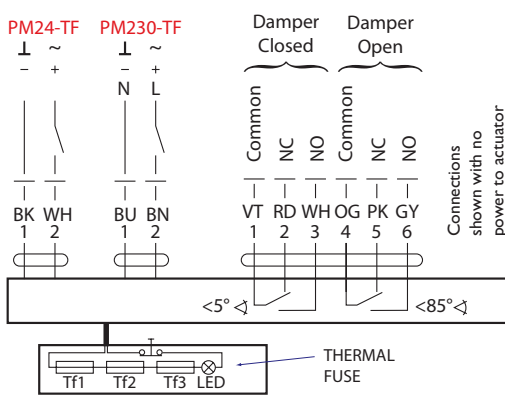 PM24-TF PM230-TF
Damper Closed
Damper Open
⊥ ~ ⊥ ~
– + – +
N L
Common NC NO Common NC NO
Connections shown with no power to actuator
BK WH BU BN VT RD WH OG PK GY
1 2 1 2 1 2 3 4 5 6
<5° <85°
THERMAL FUSE
Tf1 Tf2 Tf3 LED